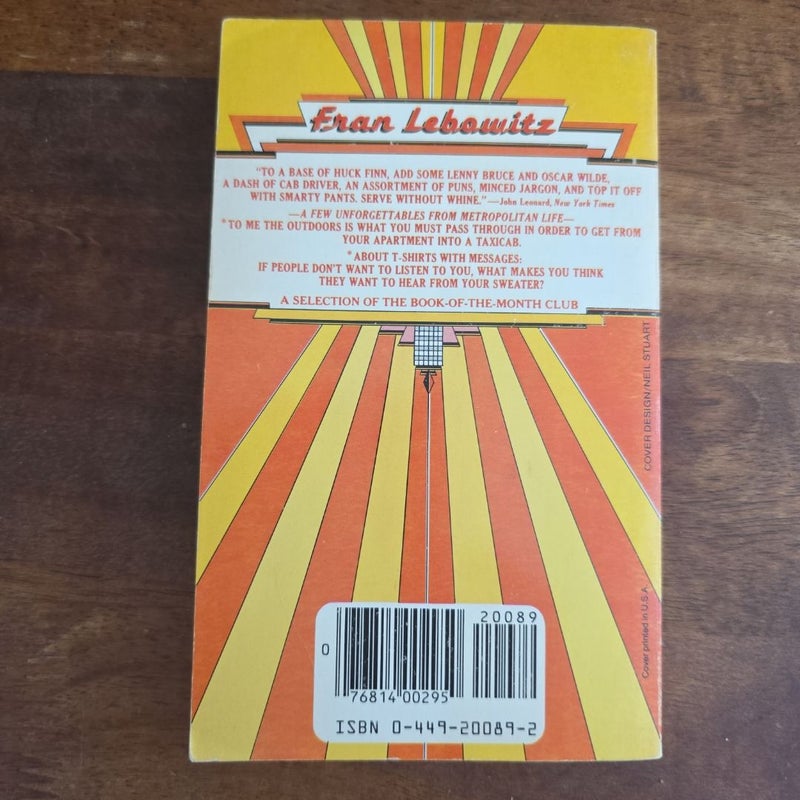 Fran Lebowitz
"TO A BASE OF HUCK FINN, ADD SOME LENNY BRUCE AND OSCAR WILDE,
A DASH OF CAB DRIVER, AN ASSORTMENT OF PUNS, MINCED JARGON, AND TOP IT OFF
WITH SMARTY PANTS. SERVE WITHOUT WHINE."—John Leonard, New York Times
—A FEW UNFORGETTABLES FROM METROPOLITAN LIFE—
*TO ME THE OUTDOORS IS WHAT YOU MUST PASS THROUGH IN ORDER TO GET FROM
YOUR APARTMENT INTO A TAXICAB.
*ABOUT T-SHIRTS WITH MESSAGES:
IF PEOPLE DON'T WANT TO LISTEN TO YOU, WHAT MAKES YOU THINK
THEY WANT TO HEAR FROM YOUR SWEATER?
A SELECTION OF THE BOOK-OF-THE-MONTH CLUB
COVER DESIGN/NEIL STUART
Cover printed in U.S.A.
20089
0
76814 00295
ISBN 0-449-20089-2